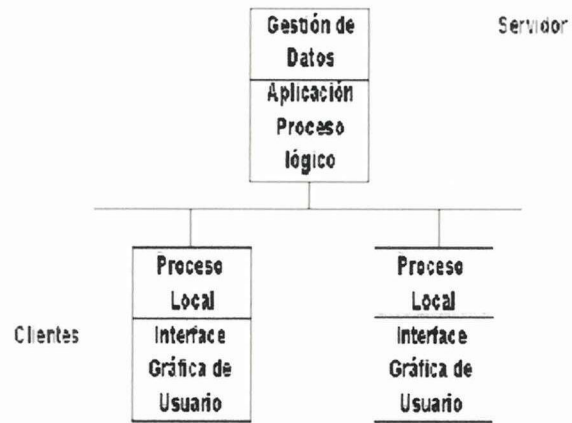 Gestión de
Datos
Servidor
Aplicación
Proceso
lógico
Proceso
Local
Proceso
Local
Clientes
Interface
Gráfica de
Usuario
Interface
Gráfica de
Usuario